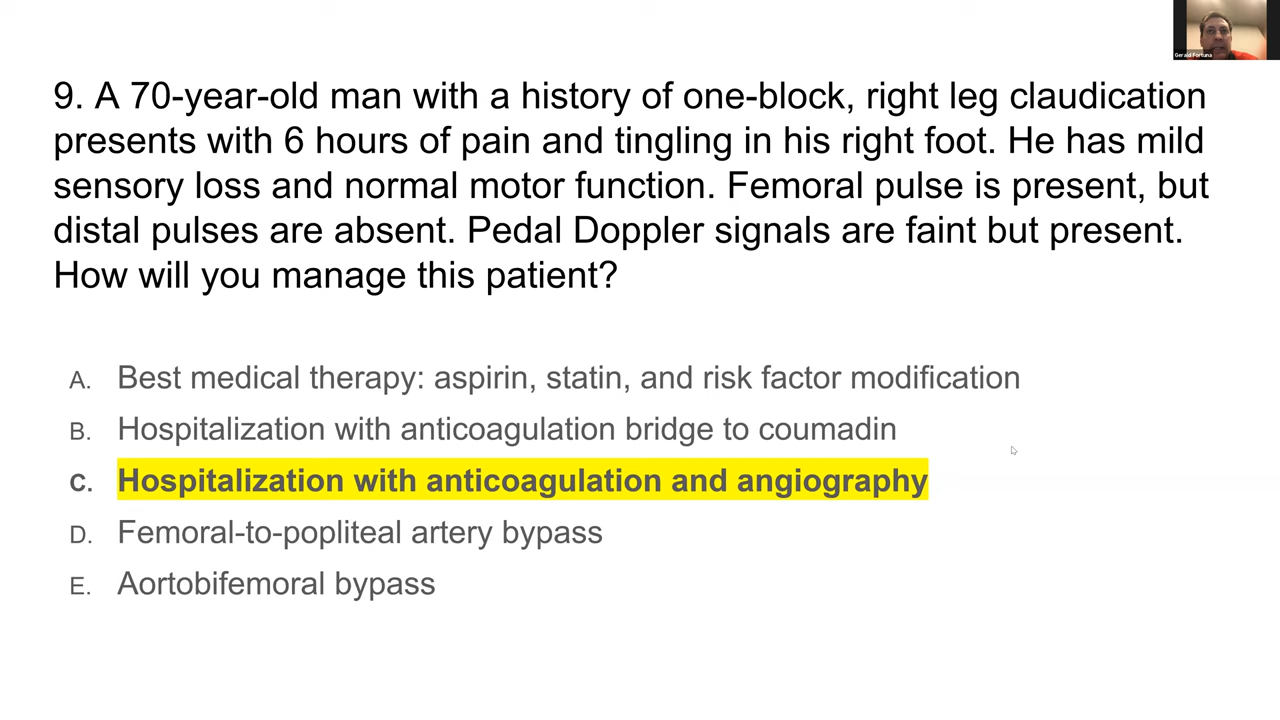 Gerald Fortuna
9. A 70-year-old man with a history of one-block, right leg claudication
presents with 6 hours of pain and tingling in his right foot. He has mild
sensory loss and normal motor function. Femoral pulse is present, but
distal pulses are absent. Pedal Doppler signals are faint but present.
How will you manage this patient?
A. Best medical therapy: aspirin, statin, and risk factor modification
B. Hospitalization with anticoagulation bridge to coumadin
C. Hospitalization with anticoagulation and angiography
D. Femoral-to-popliteal artery bypass
E. Aortobifemoral bypass